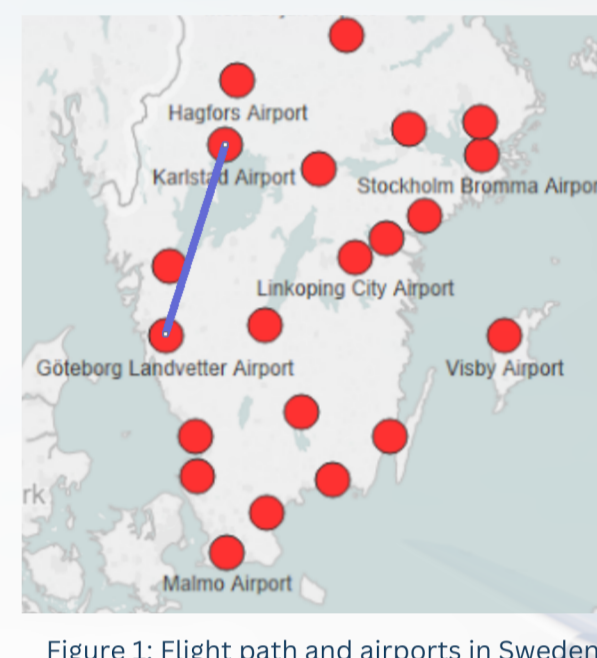 Hagfors Airport
Karlstad Airport
Stockholm Bromma Airpor
Linkoping City Airport
Göteborg Landvetter Airport
Visby Airport
rk
Malmo Airport
Figure 1: Flight path and airports in Sweden